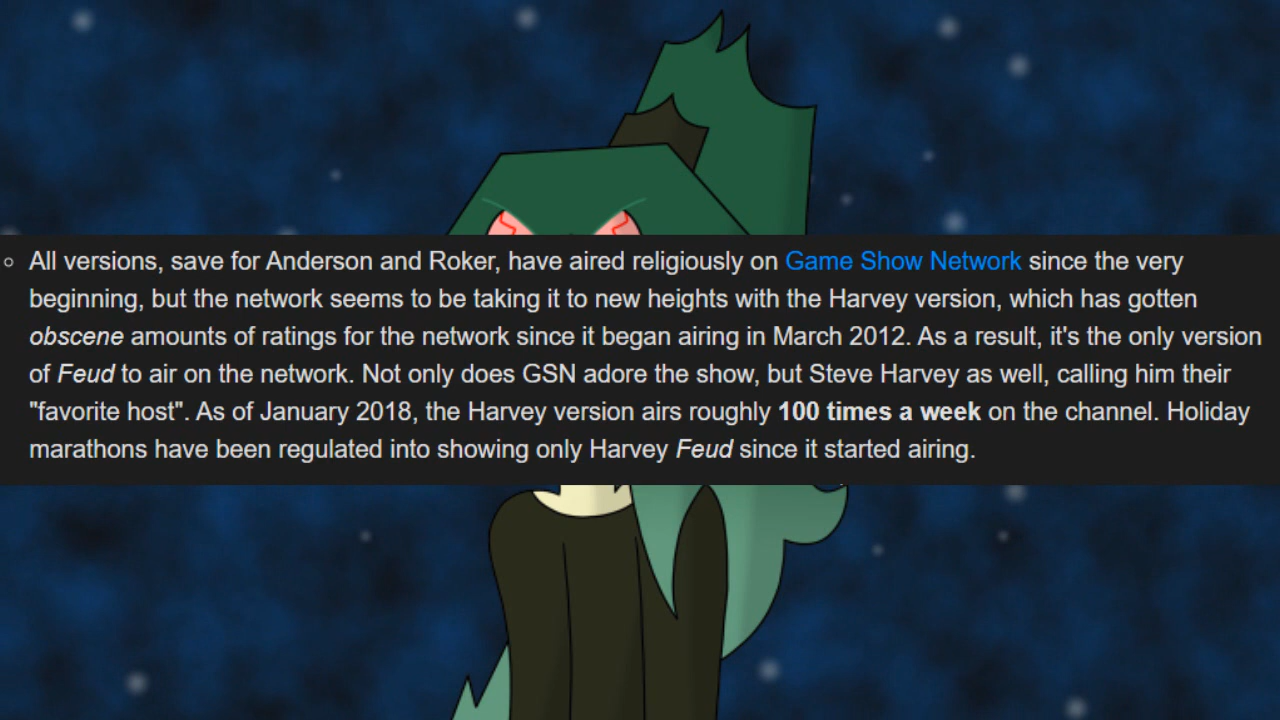 All versions, save for Anderson and Roker, have aired religiously on Game Show Network since the very
beginning, but the network seems to be taking it to new heights with the Harvey version, which has gotten
obscene amounts of ratings for the network since it began airing in March 2012. As a result, it's the only version
of Feud to air on the network. Not only does GSN adore the show, but Steve Harvey as well, calling him their
"favorite host". As of January 2018, the Harvey version airs roughly 100 times a week on the channel. Holiday
marathons have been regulated into showing only Harvey Feud since it started airing.